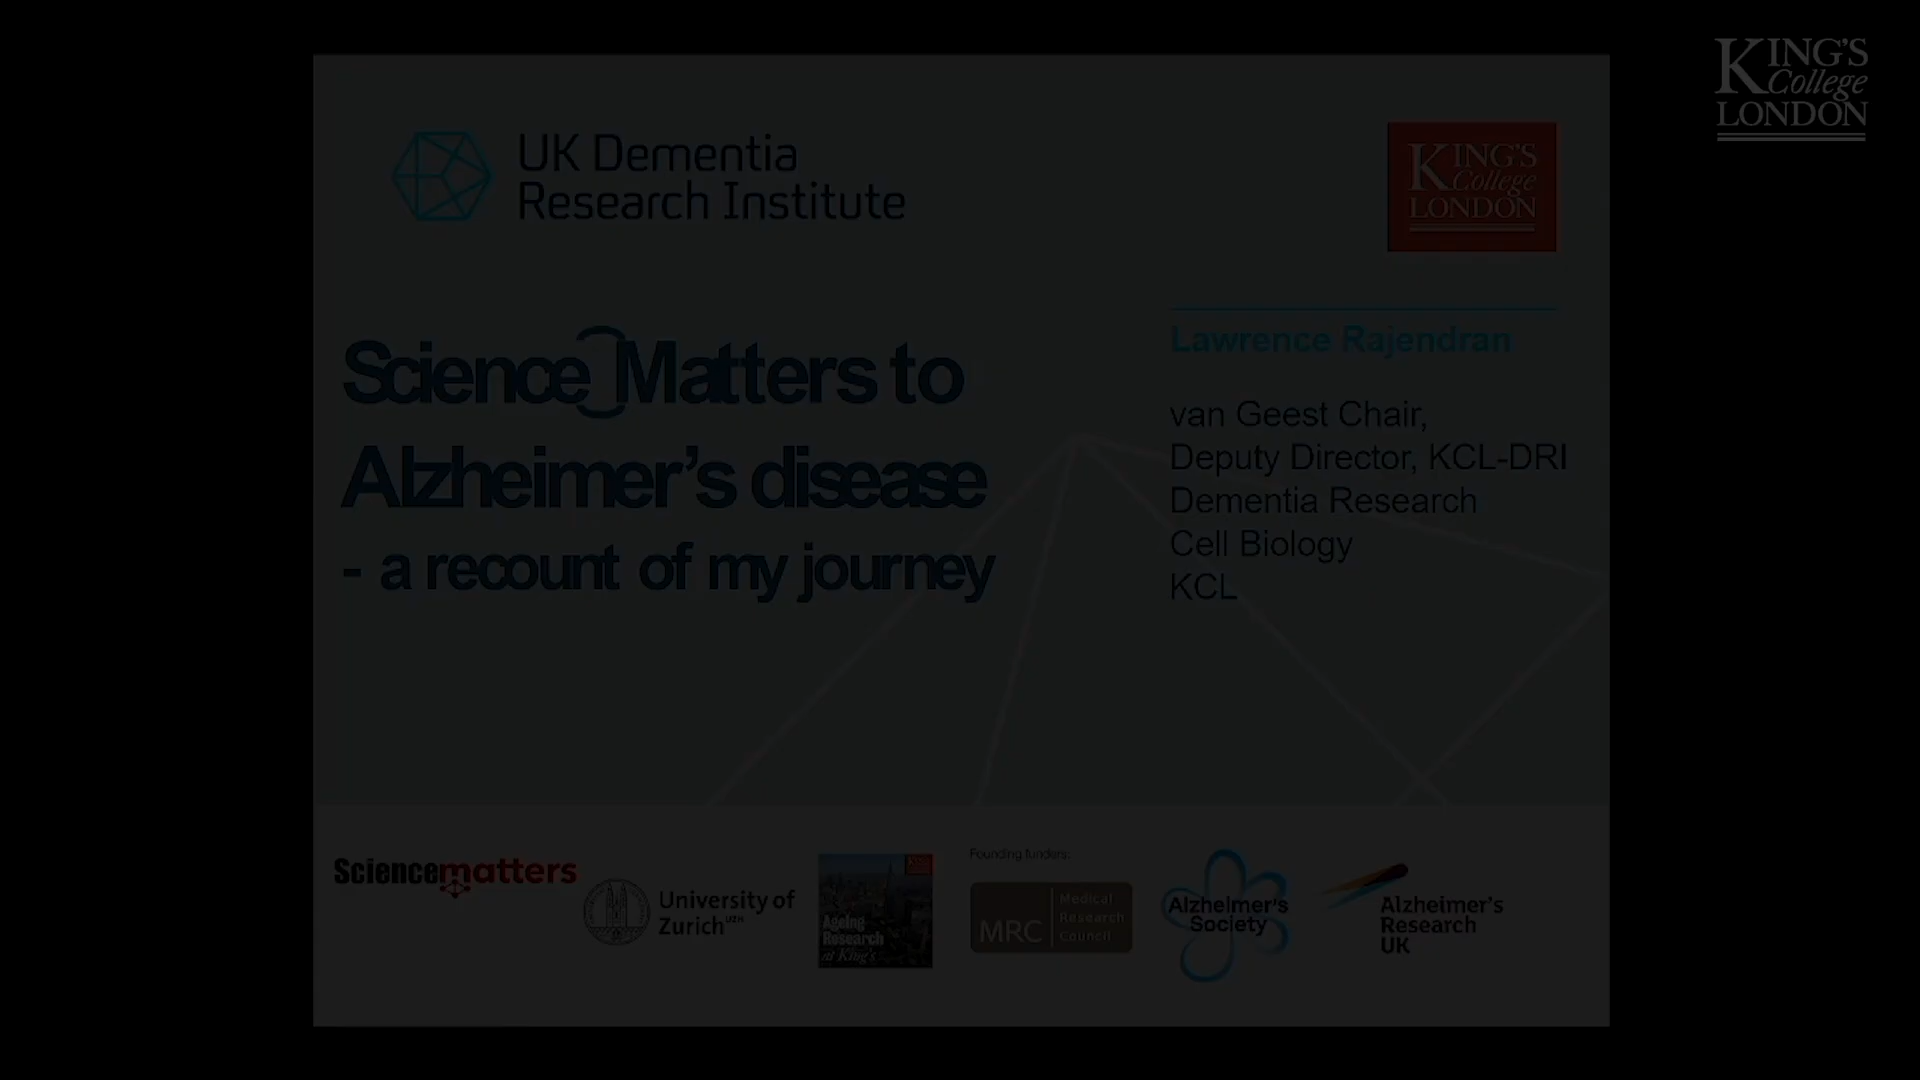 KING'S
College
LONDON
UK Dementia
Research Institute
KING'S
College
LONDON
Science Matters to
Alzheimer's disease
- a recount of my journey
Lawrence Rajendran
van Geest Chair,
Deputy Director, KCL-DRI
Dementia Research
Cell Biology
KCL
Sciencematters
University of
Zurich UZH
Ageing
Research
at King's
Founding funders:
MRC
Medical
Research
Council
Alzheimer's
Society
Alzheimer's
Research
UK